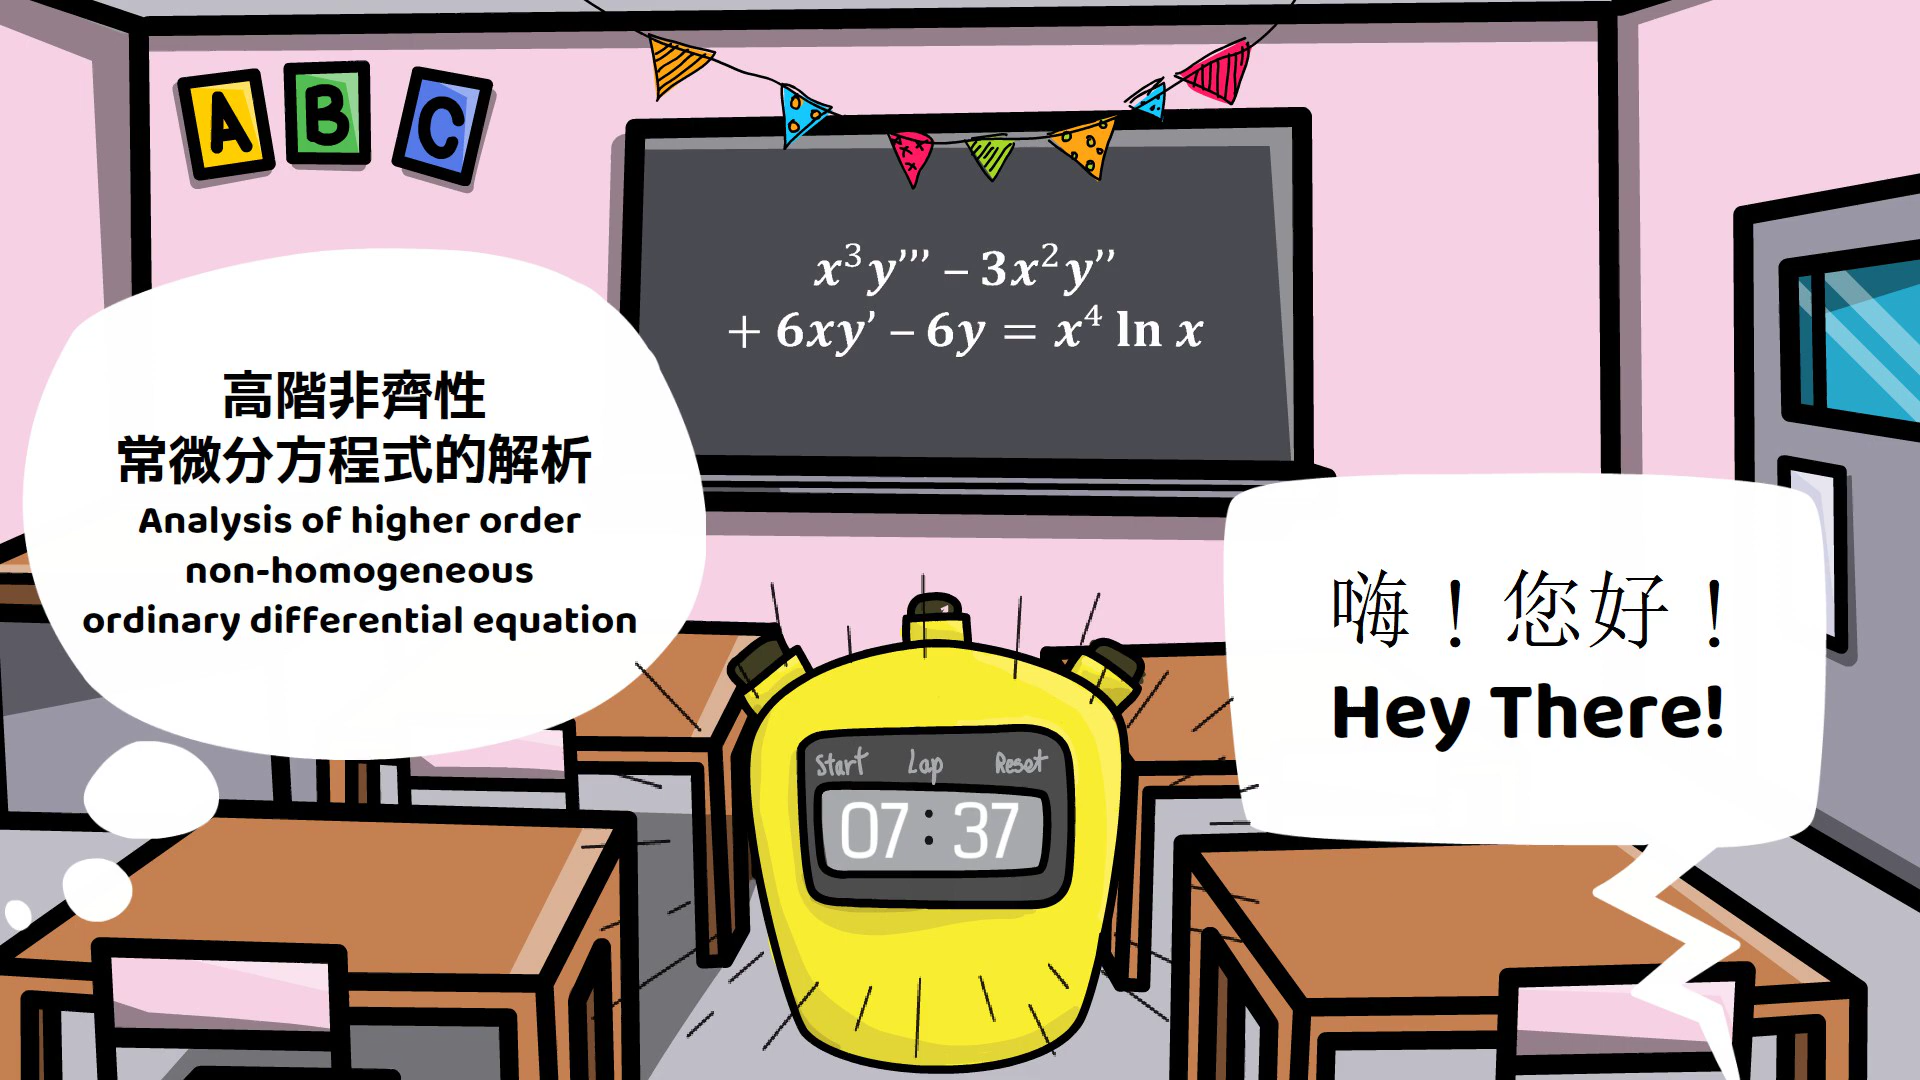 A B C
x³y’’’ – 3x²y’’
+ 6xy’ – 6y = x⁴ ln x
高階非齊性
常微分方程式的解析
Analysis of higher order
non-homogeneous
ordinary differential equation
嗨！您好！
Hey There!
Start Lap Reset
07:37